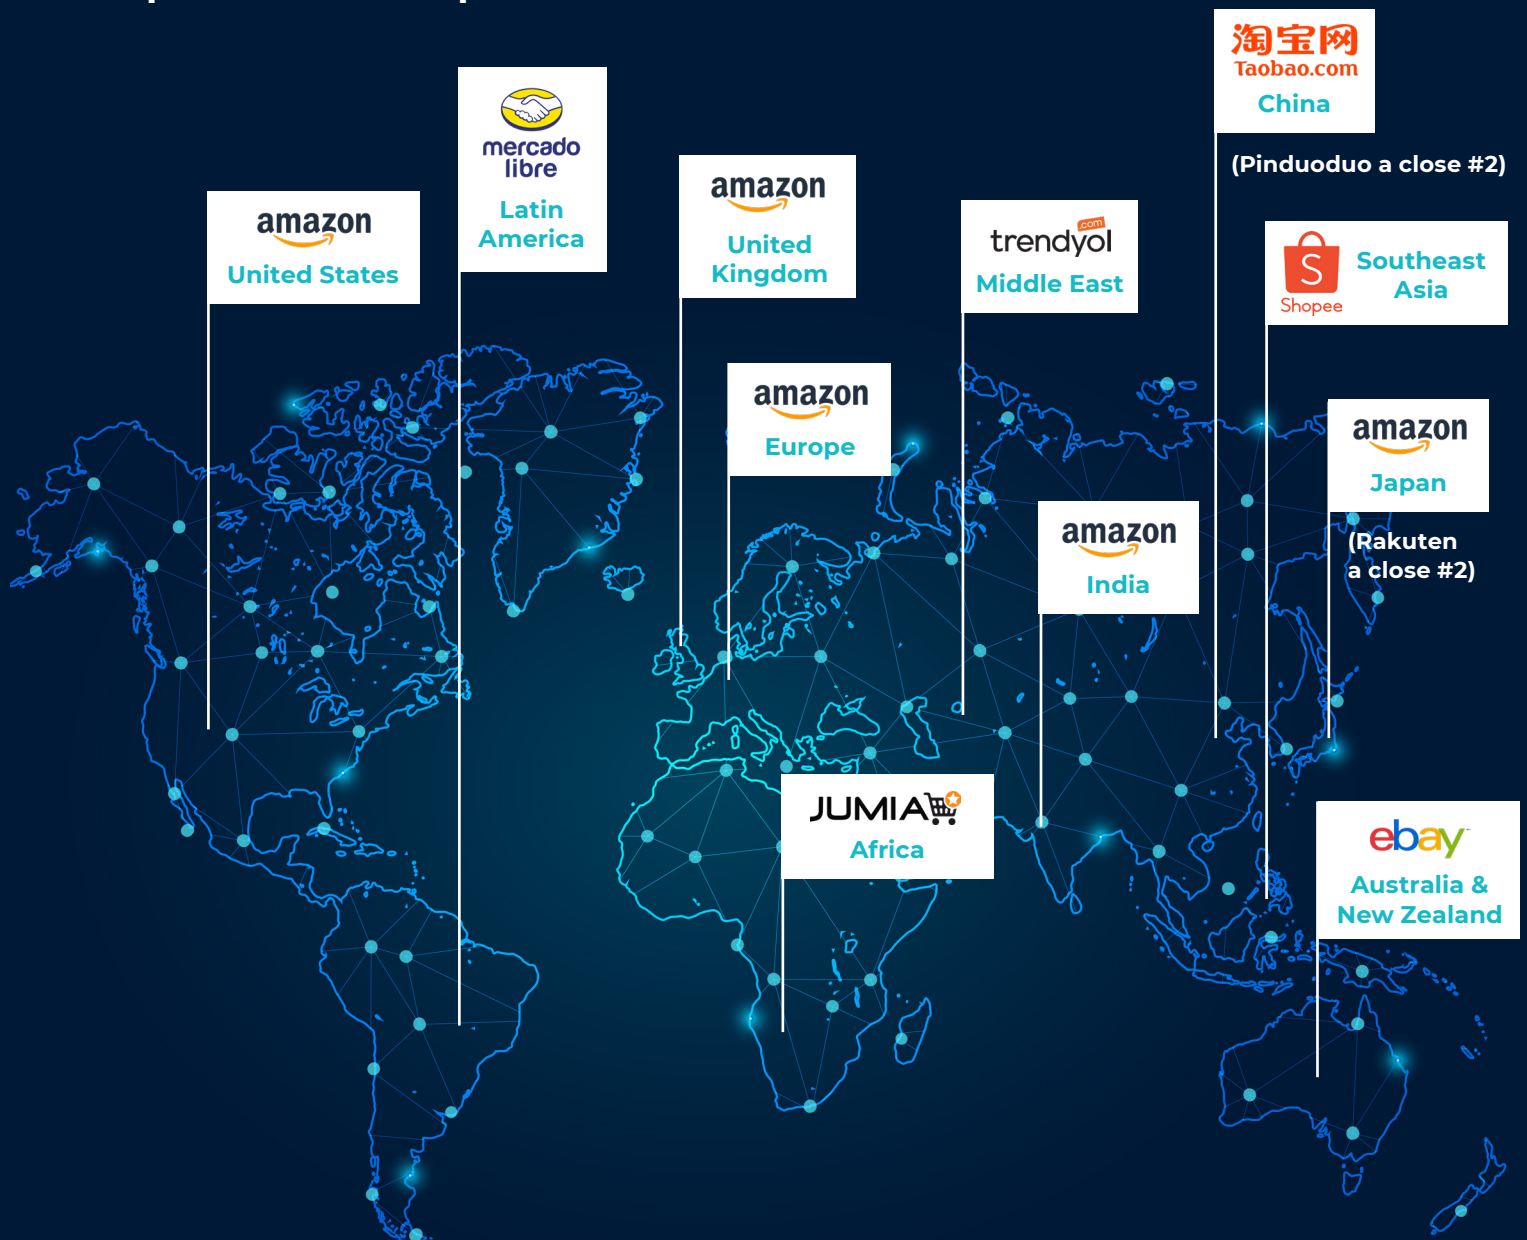 淘宝网
Taobao.com
China
(Pinduoduo a close #2)
mercado
libre
Latin
America
amazon
United
Kingdom
amazon
United States
trendyol
.com
Middle East
S
Shopee
Southeast
Asia
amazon
Europe
amazon
Japan
(Rakuten
a close #2)
amazon
India
JUMIA
Africa
ebay
Australia &
New Zealand